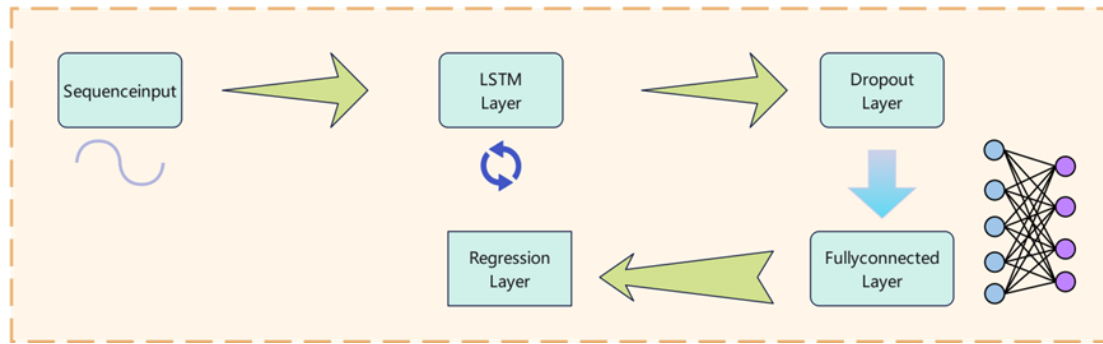 Sequenceinput
LSTM
Layer
Dropout
Layer
Fullyconnected
Layer
Regression
Layer